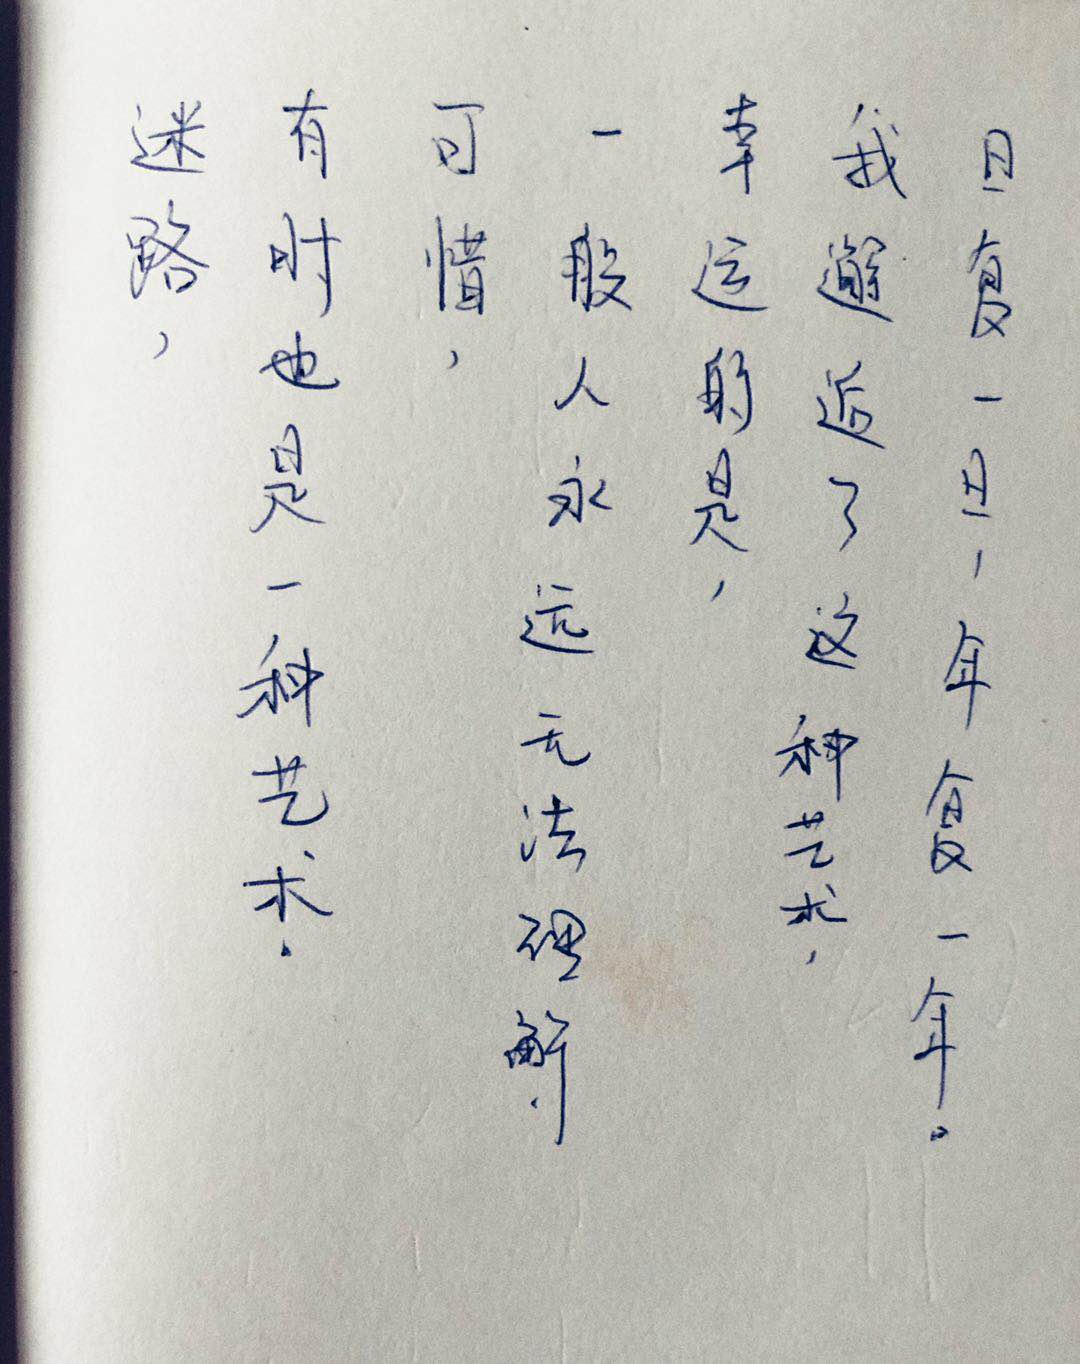 迷路，
有时也是一种艺术.
可惜，
一般人永远无法理解.
幸运的是，
我邂逅了这种艺术，
日复一日，年复一年。